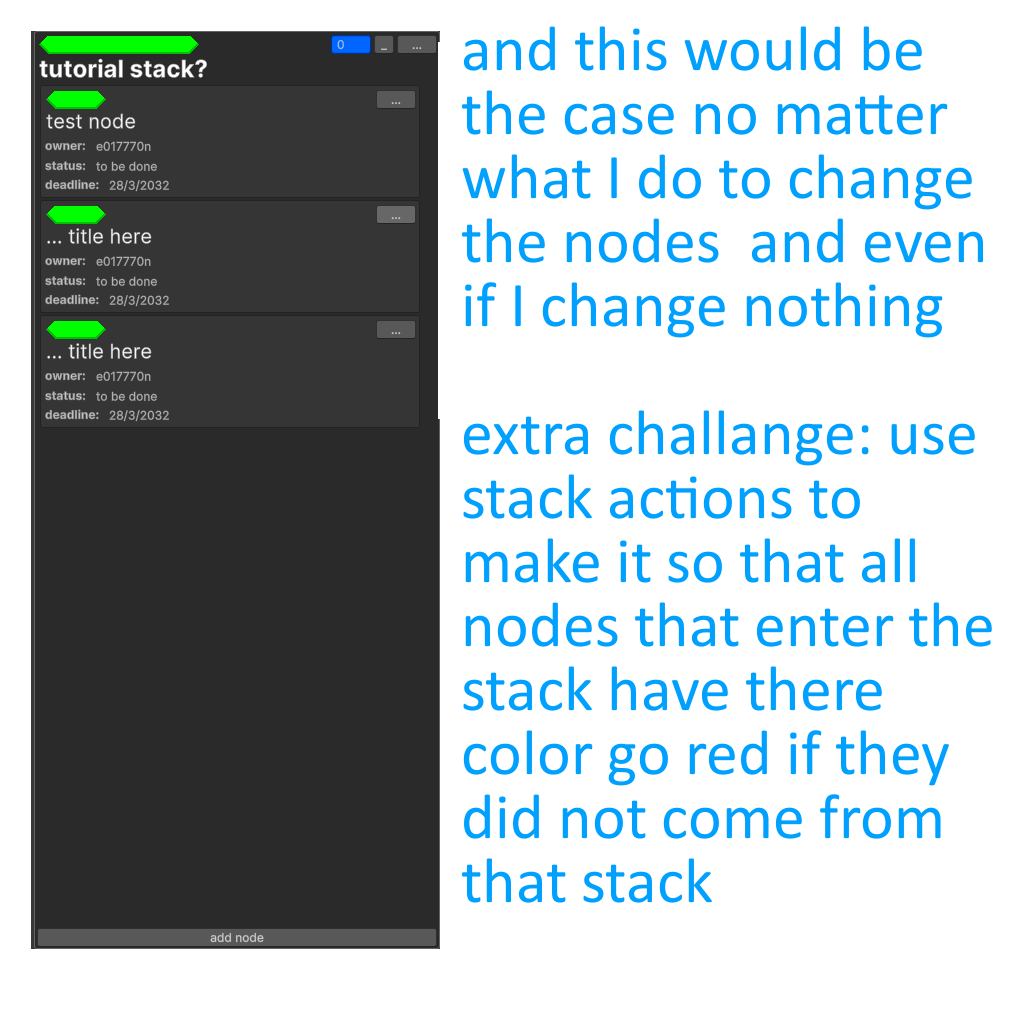 0 _ ...
tutorial stack?
...
test node
owner: e017770n
status: to be done
deadline: 28/3/2032
...
... title here
owner: e017770n
status: to be done
deadline: 28/3/2032
...
... title here
owner: e017770n
status: to be done
deadline: 28/3/2032
add node
and this would be
the case no matter
what I do to change
the nodes  and even
if I change nothing
extra challange: use
stack actions to
make it so that all
nodes that enter the
stack have there
color go red if they
did not come from
that stack